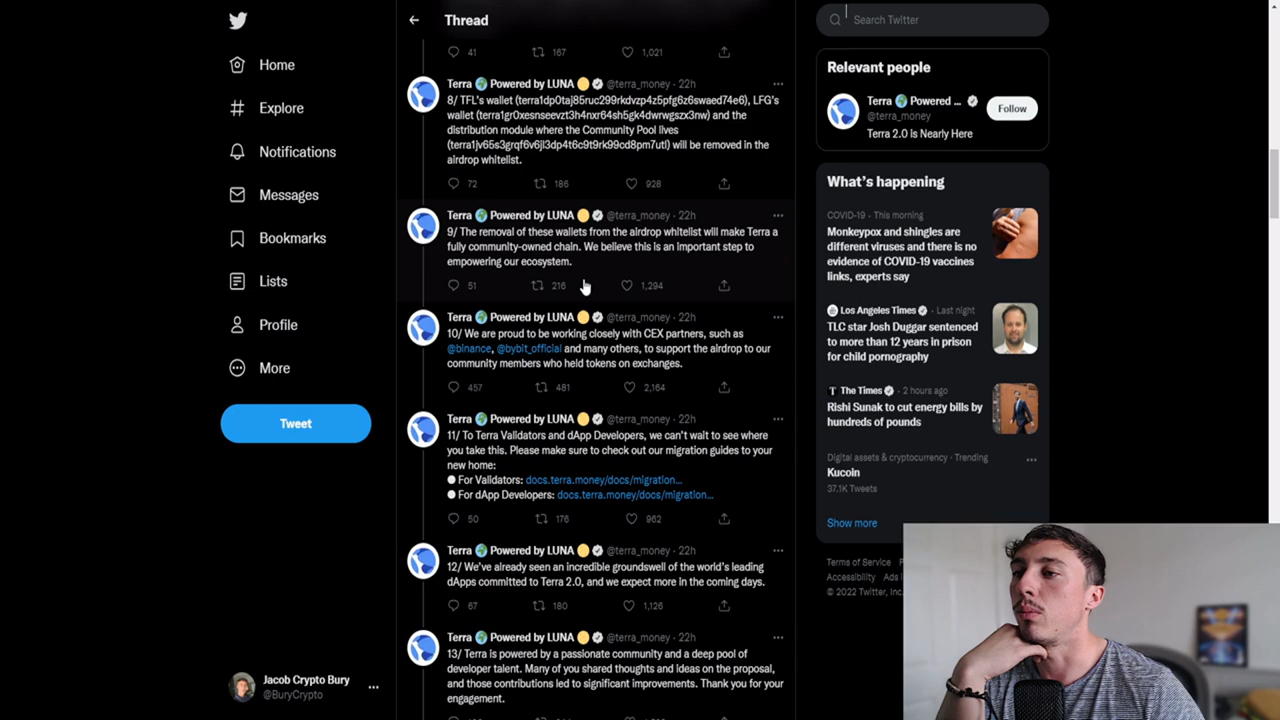 Thread
Search Twitter
Home
Explore
Notifications
Messages
Bookmarks
Lists
Profile
More
Tweet
Jacob Crypto Bury
@BuryCrypto
41 167 1,021
Terra Powered by LUNA @terra_money · 22h
8/ TFL's wallet (terra1dp0taj85ruc299rkdvzp4z5pfg6z6swaed74e6), LFG's
wallet (terra1gr0xesnseevzt3h4nxr64sh5gk4dwrwgszx3nw) and the
distribution module where the Community Pool lives
(terra1jv65s3grqf6v6jl3dp4t6c9t9rk99cd8pm7utl) will be removed in the
airdrop whitelist.
72 186 928
Terra Powered by LUNA @terra_money · 22h
9/ The removal of these wallets from the airdrop whitelist will make Terra a
fully community-owned chain. We believe this is an important step to
empowering our ecosystem.
51 216 1,294
Terra Powered by LUNA @terra_money · 22h
10/ We are proud to be working closely with CEX partners, such as
@binance, @bybit_official and many others, to support the airdrop to our
community members who held tokens on exchanges.
457 481 2,164
Terra Powered by LUNA @terra_money · 22h
11/ To Terra Validators and dApp Developers, we can't wait to see where
you take this. Please make sure to check out our migration guides to your
new home:
For Validators: docs.terra.money/docs/migration...
For dApp Developers: docs.terra.money/docs/migration...
50 176 962
Terra Powered by LUNA @terra_money · 22h
12/ We've already seen an incredible groundswell of the world's leading
dApps committed to Terra 2.0, and we expect more in the coming days.
67 180 1,126
Terra Powered by LUNA @terra_money · 22h
13/ Terra is powered by a passionate community and a deep pool of
developer talent. Many of you shared thoughts and ideas on the proposal,
and those contributions led to significant improvements. Thank you for your
engagement.
Relevant people
Terra Powered ...
@terra_money
Follow
Terra 2.0 Is Nearly Here
What's happening
COVID-19 · This morning
Monkeypox and shingles are
different viruses and there is no
evidence of COVID-19 vaccines
links, experts say
Los Angeles Times · Last night
TLC star Josh Duggar sentenced
to more than 12 years in prison
for child pornography
The Times · 2 hours ago
Rishi Sunak to cut energy bills by
hundreds of pounds
Digital assets & cryptocurrency · Trending
Kucoin
37.1K Tweets
Show more
Terms of Service
Accessibility
© 2022 Twitter, Inc.